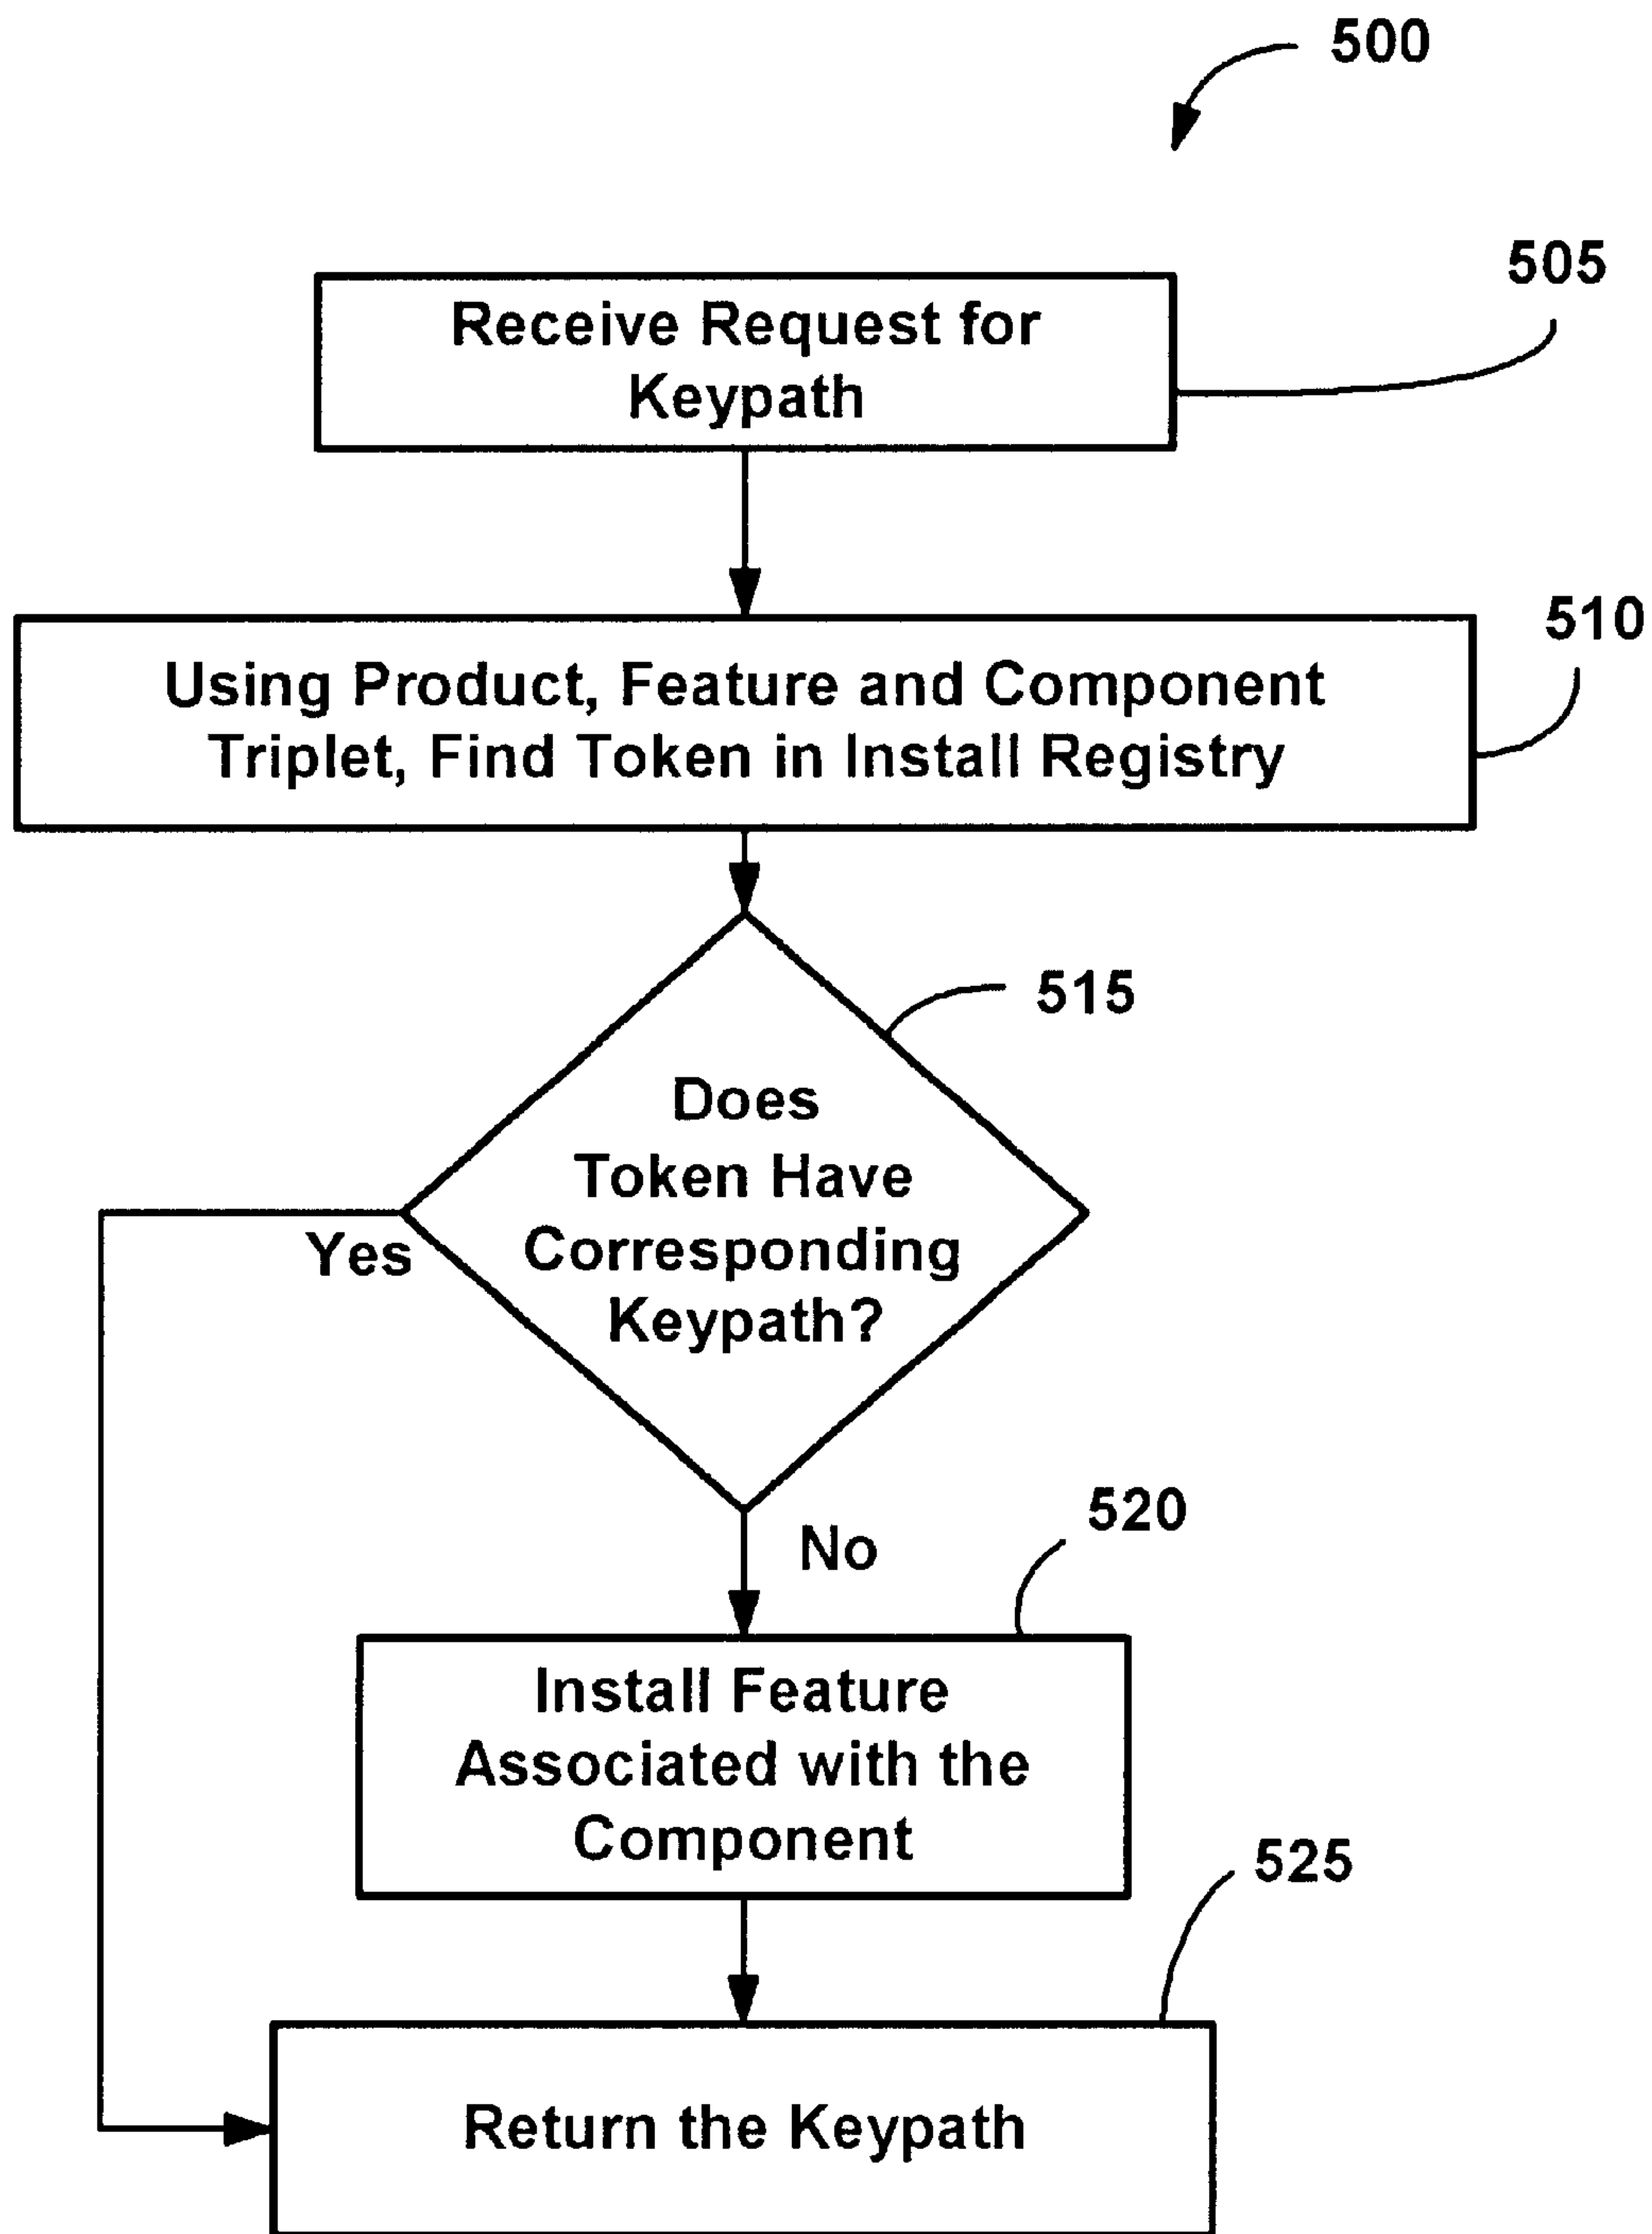 500
505
Receive Request for
Keypath
510
Using Product, Feature and Component
Triplet, Find Token in Install Registry
515
Does
Token Have
Corresponding
Keypath?
Yes
No
520
Install Feature
Associated with the
Component
525
Return the Keypath